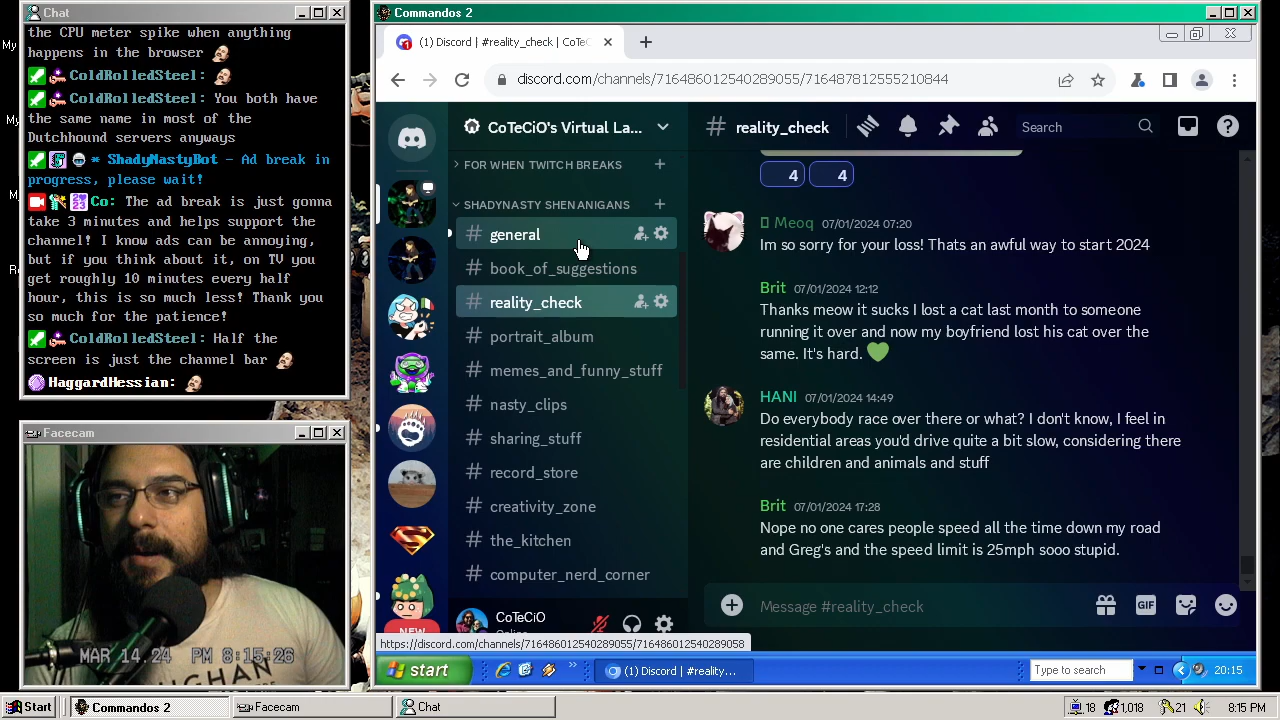 Chat
the CPU meter spike when anything
happens in the browser
ColdRolledSteel:
ColdRolledSteel: You both have
the same name in most of the
Dutchhound servers anyways
* ShadyNastyBot - Ad break in
progress, please wait!
Co: The ad break is just gonna
take 3 minutes and helps support the
channel! I know ads can be annoying,
but if you think about it, on TV you
get roughly 10 minutes every half
hour, this is so much less! Thank you
so much for the patience!
ColdRolledSteel: Half the
screen is just the channel bar
JaggardHessian:
Facecam
MAR 14.24 PM 8:15:26
Commandos 2
(1) Discord | #reality_check | CoTeC
discord.com/channels/716486012540289055/716487812555210844
CoTeCiO's Virtual La...
FOR WHEN TWITCH BREAKS
SHADYNASTY SHENANIGANS
general
book_of_suggestions
reality_check
portrait_album
memes_and_funny_stuff
nasty_clips
sharing_stuff
record_store
creativity_zone
the_kitchen
computer_nerd_corner
NEW
CoTeCiO
Online
https://discord.com/channels/716486012540289055/716486012540289058
# reality_check
Search
4 4
Meoq 07/01/2024 07:20
Im so sorry for your loss! Thats an awful way to start 2024
Brit 07/01/2024 12:12
Thanks meow it sucks I lost a cat last month to someone
running it over and now my boyfriend lost his cat over the
same. It's hard.
HANI 07/01/2024 14:49
Do everybody race over there or what? I don't know, I feel in
residential areas you'd drive quite a bit slow, considering there
are children and animals and stuff
Brit 07/01/2024 17:28
Nope no one cares people speed all the time down my road
and Greg's and the speed limit is 25mph sooo stupid.
Message #reality_check
GIF
start
(1) Discord | #reality...
Type to search
20:15
Start
Commandos 2
Facecam
Chat
18
1,018
21
8:15 PM